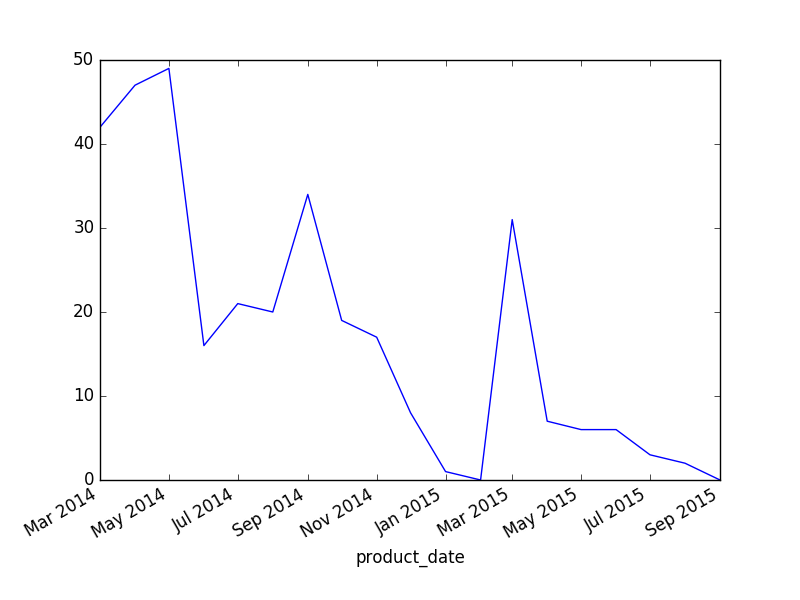 50
40
30
20
10
0
Mar 2014
May 2014
Jul 2014
Sep 2014
Nov 2014
Jan 2015
Mar 2015
May 2015
Jul 2015
Sep 2015
product_date